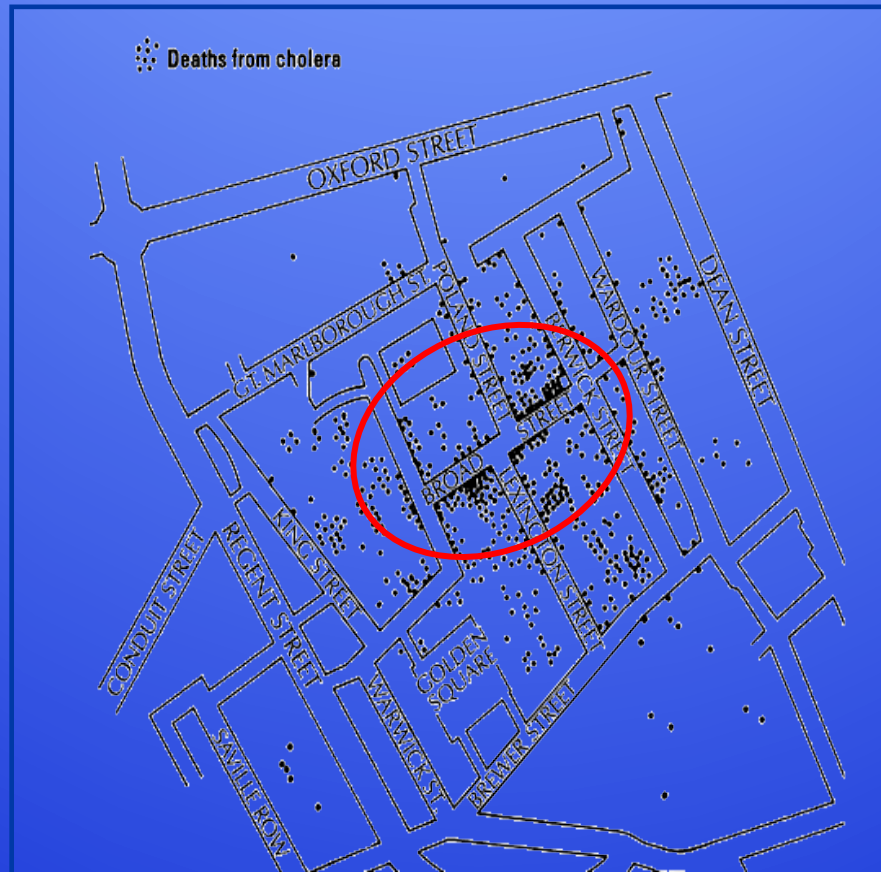 Deaths from cholera
OXFORD STREET
GT. MARLBOROUGH ST.
POLAND STREET
BERWICK STREET
WARDOUR STREET
DEAN STREET
BROAD STREET
LEXINGTON STREET
KING STREET
REGENT STREET
CONDUIT STREET
GOLDEN
SQUARE
WARWICK ST.
BREWER STREET
SAVILLE ROW